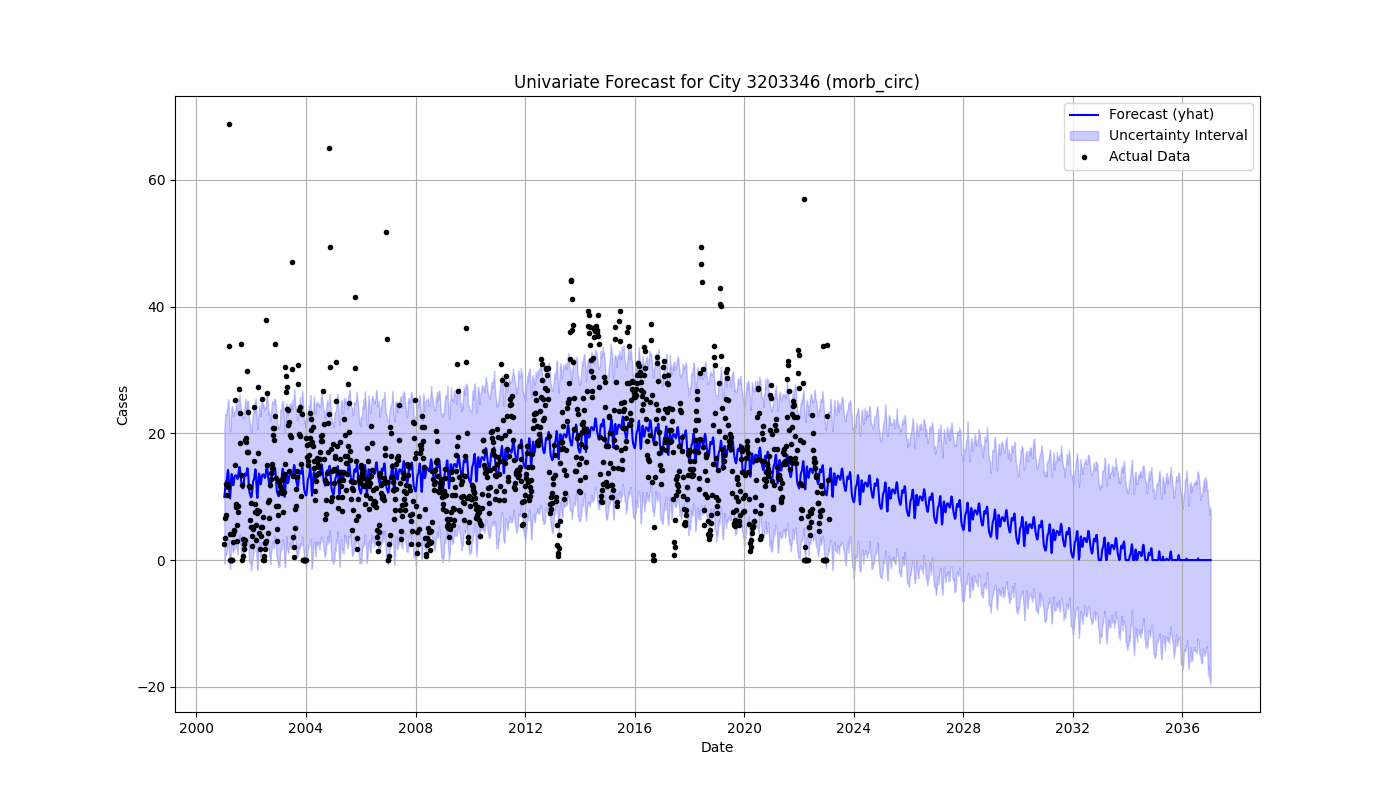 Univariate Forecast for City 3203346 (morb_circ)
Forecast (yhat)
Uncertainty Interval
Actual Data
Cases
60
40
20
0
−20
2000 2004 2008 2012 2016 2020 2024 2028 2032 2036
Date